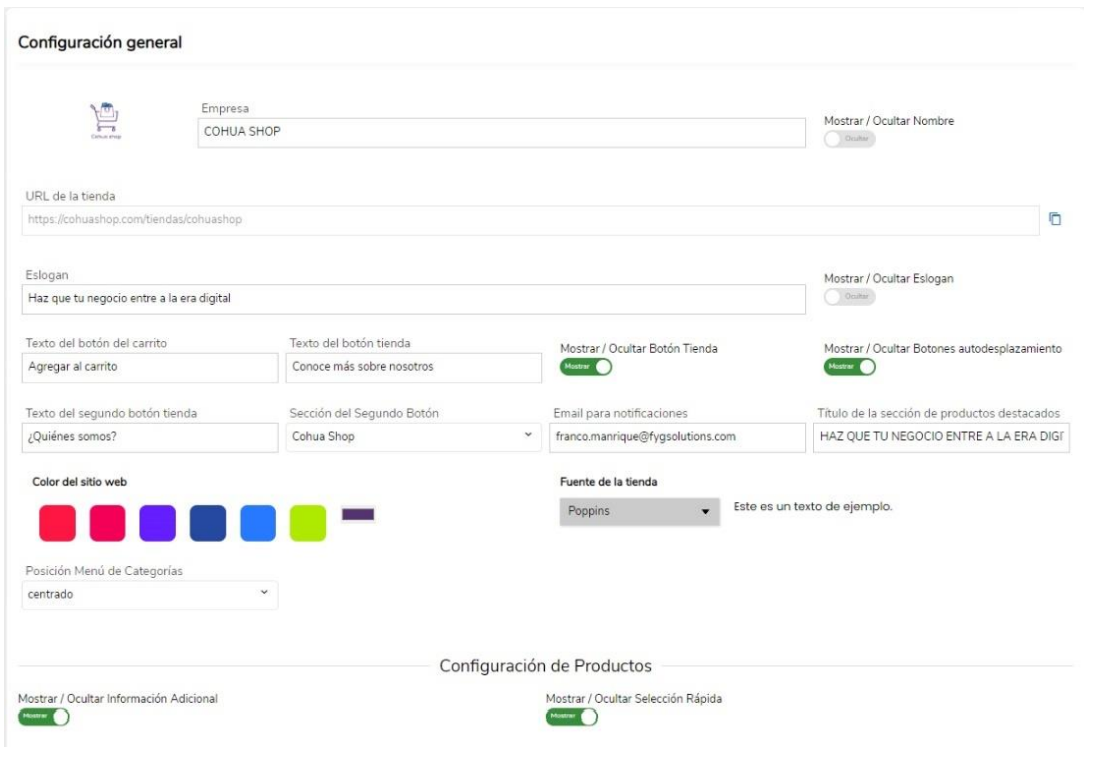 Configuración general
Empresa
COHUA SHOP
Mostrar / Ocultar Nombre
Ocultar
Cohua shop
URL de la tienda
https://cohuashop.com/tiendas/cohuashop
Eslogan
Haz que tu negocio entre a la era digital
Mostrar / Ocultar Eslogan
Ocultar
Texto del botón del carrito
Agregar al carrito
Texto del botón tienda
Conoce más sobre nosotros
Mostrar / Ocultar Botón Tienda
Mostrar
Mostrar / Ocultar Botones autodesplazamiento
Mostrar
Texto del segundo botón tienda
¿Quiénes somos?
Sección del Segundo Botón
Cohua Shop
Email para notificaciones
franco.manrique@fygsolutions.com
Título de la sección de productos destacados
HAZ QUE TU NEGOCIO ENTRE A LA ERA DIGI
Color del sitio web
Fuente de la tienda
Poppins
Este es un texto de ejemplo.
Posición Menú de Categorías
centrado
Configuración de Productos
Mostrar / Ocultar Información Adicional
Mostrar
Mostrar / Ocultar Selección Rápida
Mostrar